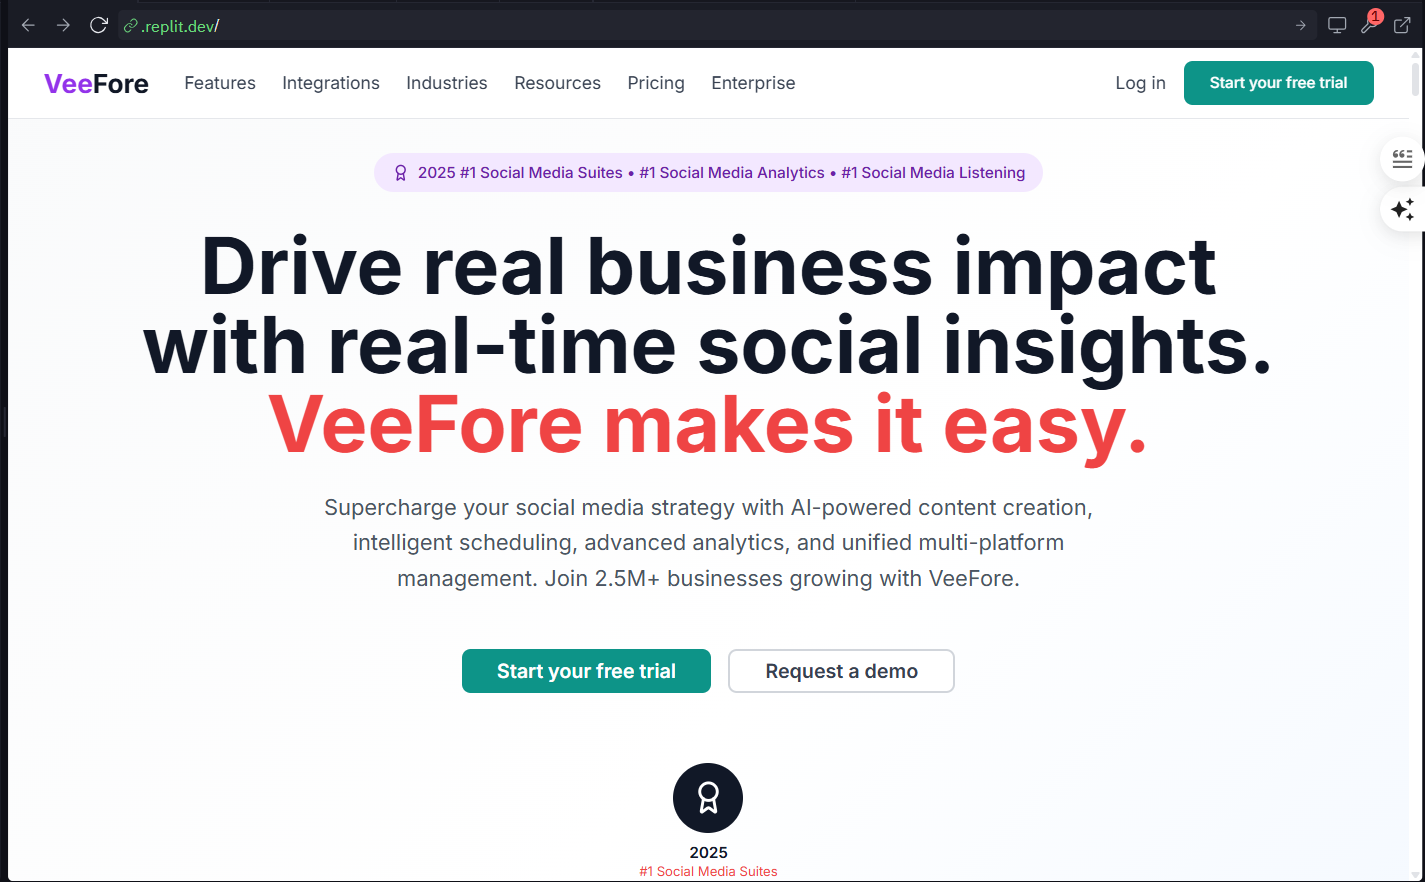 .replit.dev/
1
VeeFore
Features
Integrations
Industries
Resources
Pricing
Enterprise
Log in
Start your free trial
2025 #1 Social Media Suites • #1 Social Media Analytics • #1 Social Media Listening
Drive real business impact
with real-time social insights.
VeeFore makes it easy.
Supercharge your social media strategy with AI-powered content creation,
intelligent scheduling, advanced analytics, and unified multi-platform
management. Join 2.5M+ businesses growing with VeeFore.
Start your free trial
Request a demo
2025
#1 Social Media Suites